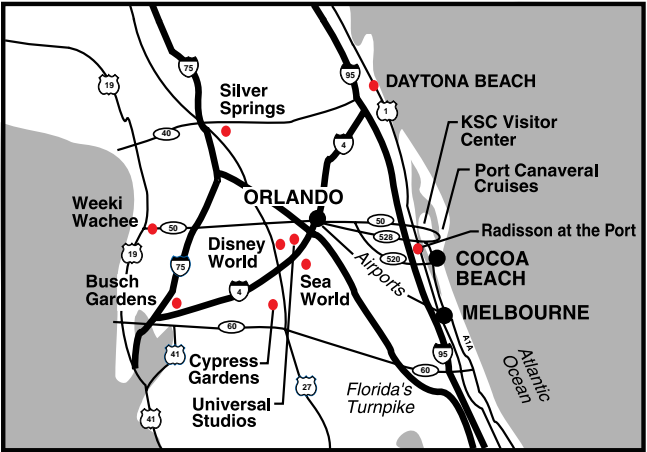 75
95
19
Silver
Springs
DAYTONA BEACH
1
40
4
KSC Visitor
Center
Port Canaveral
Cruises
ORLANDO
Weeki
Wachee
50
50
Radisson at the Port
528
Disney
World
19
520
COCOA
BEACH
75
Airports
Sea
World
Busch
Gardens
4
MELBOURNE
60
A1A
41
95
Cypress
Gardens
60
Atlantic
Ocean
27
Florida's
Turnpike
Universal
Studios
41